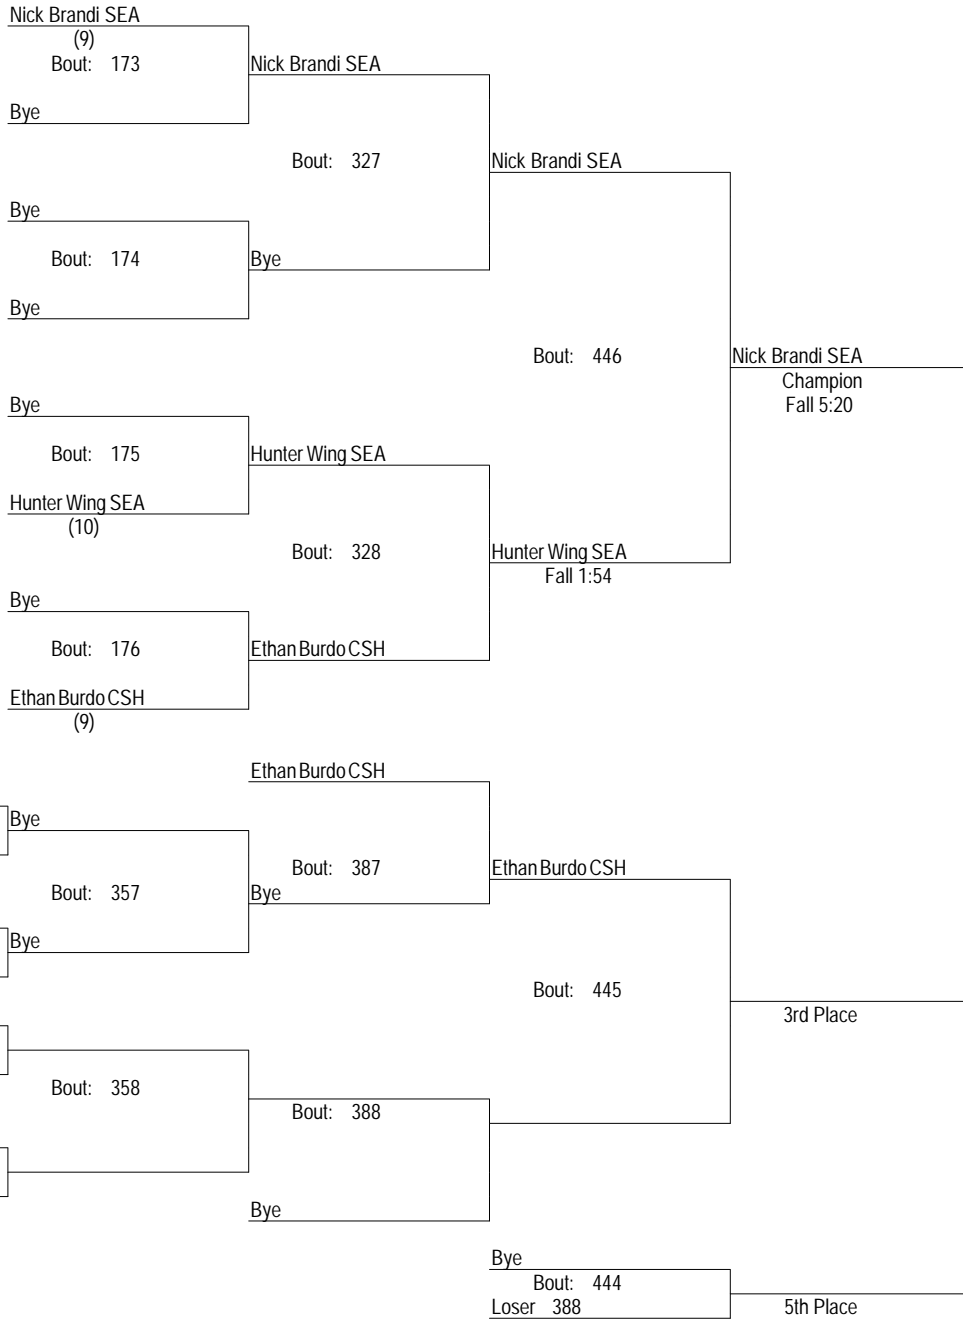 Nick Brandi SEA
(9)
Bout: 173
Nick Brandi SEA
Bye
Bout: 327
Nick Brandi SEA
Bye
Bout: 174
Bye
Bye
Bout: 446
Nick Brandi SEA
Champion
Fall 5:20
Bye
Bout: 175
Hunter Wing SEA
Hunter Wing SEA
(10)
Bout: 328
Hunter Wing SEA
Fall 1:54
Bye
Bout: 176
Ethan Burdo CSH
Ethan Burdo CSH
(9)
Ethan Burdo CSH
Bye
Bout: 387
Ethan Burdo CSH
Bout: 357
Bye
Bye
Bout: 445
3rd Place
Bout: 358
Bout: 388
Bye
Bye
Bout: 444
Loser 388
5th Place